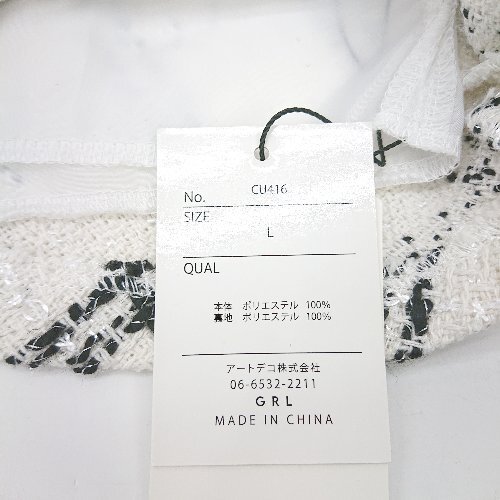 No. CU416
SIZE
L
QUAL
本体 ポリエステル 100%
裏地 ポリエステル 100%
アートデコ株式会社
06-6532-2211
GRL
MADE IN CHINA